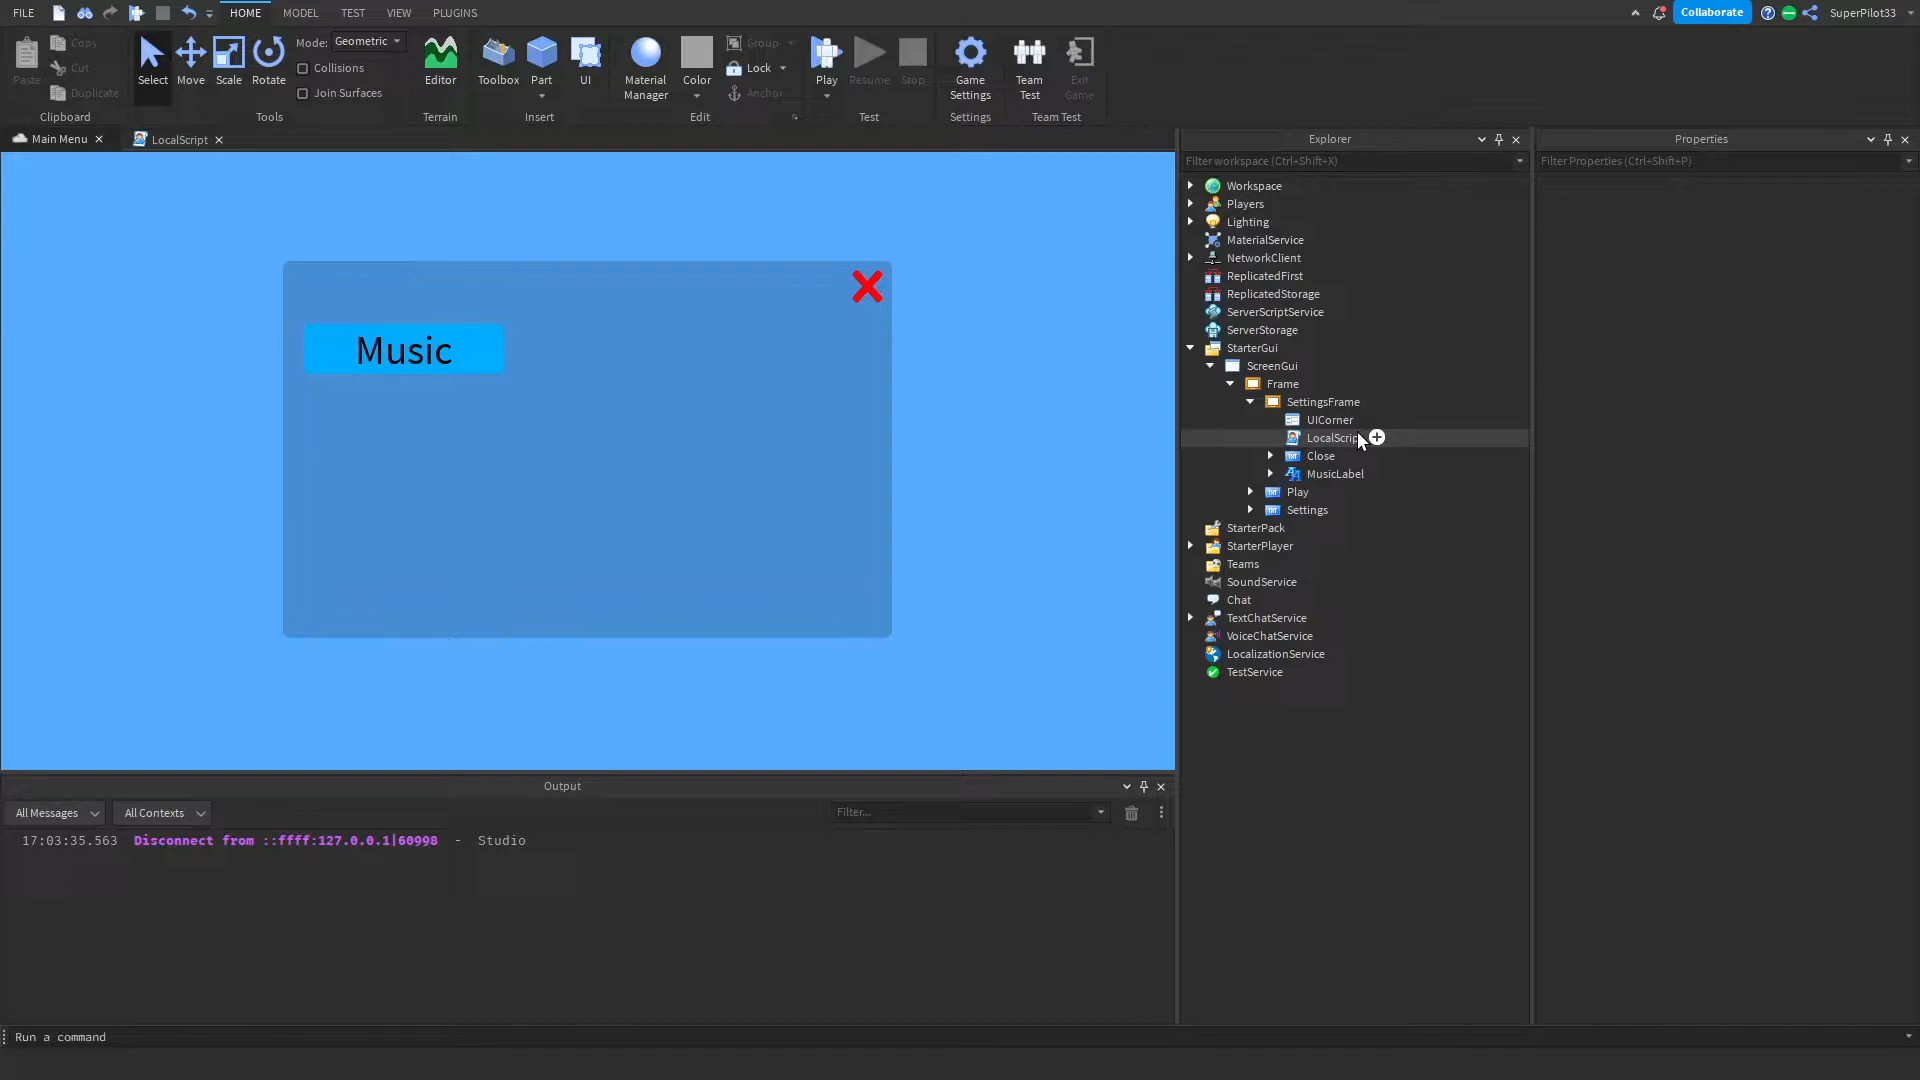 FILE HOME MODEL TEST VIEW PLUGINS Collaborate SuperPilot33
Paste Copy Cut Duplicate Clipboard
Select Move Scale Rotate Mode: Geometric Collisions Join Surfaces Tools
Editor Terrain
Toolbox Part UI Insert
Material Manager Color Group Lock Anchor Edit
Play Resume Stop Test
Game Settings Settings
Team Test Exit Game Team Test
Main Menu LocalScript
Music
Explorer
Filter workspace (Ctrl+Shift+X)
Workspace
Players
Lighting
MaterialService
NetworkClient
ReplicatedFirst
ReplicatedStorage
ServerScriptService
ServerStorage
StarterGui
ScreenGui
Frame
SettingsFrame
UICorner
LocalScrip
Close
MusicLabel
Play
Settings
StarterPack
StarterPlayer
Teams
SoundService
Chat
TextChatService
VoiceChatService
LocalizationService
TestService
Properties
Filter Properties (Ctrl+Shift+P)
Output
All Messages All Contexts Filter...
17:03:35.563 Disconnect from ::ffff:127.0.0.1|60998 - Studio
Run a command